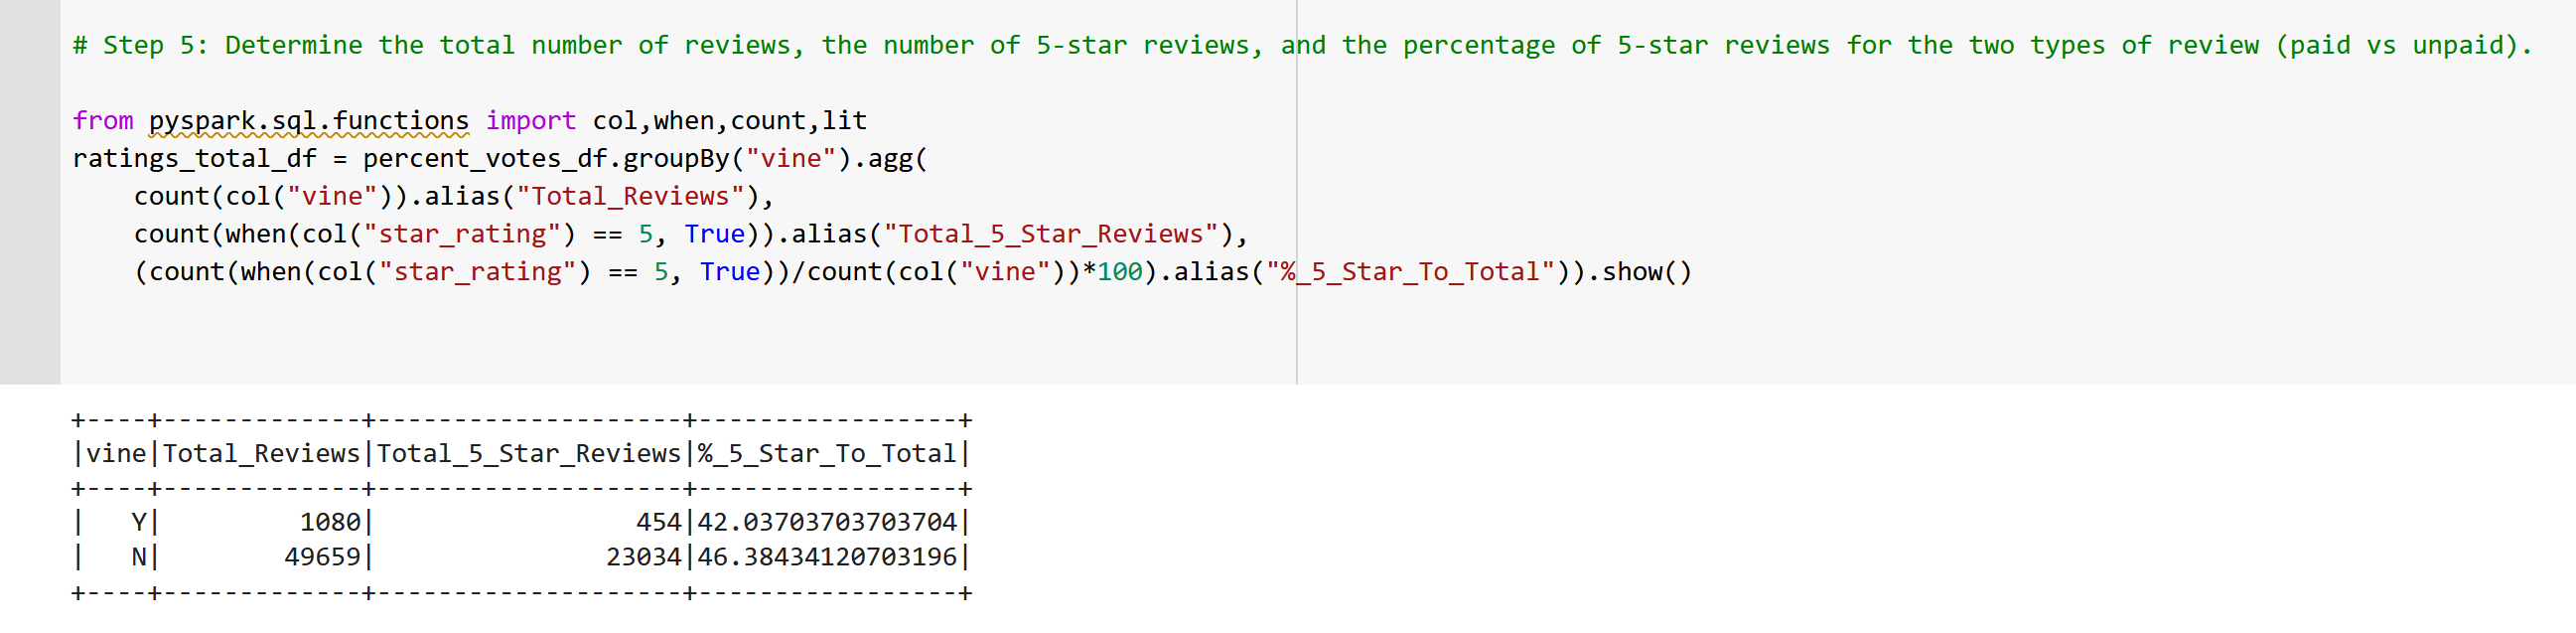 # Step 5: Determine the total number of reviews, the number of 5-star reviews, and the percentage of 5-star reviews for the two types of review (paid vs unpaid).
from pyspark.sql.functions import col,when,count,lit
ratings_total_df = percent_votes_df.groupBy("vine").agg(
    count(col("vine")).alias("Total_Reviews"),
    count(when(col("star_rating") == 5, True)).alias("Total_5_Star_Reviews"),
    (count(when(col("star_rating") == 5, True))/count(col("vine"))*100).alias("%_5_Star_To_Total")).show()
+----+-------------+--------------------+-----------------+
|vine|Total_Reviews|Total_5_Star_Reviews|%_5_Star_To_Total|
+----+-------------+--------------------+-----------------+
|   Y|         1080|                 454|42.03703703703704|
|   N|        49659|               23034|46.38434120703196|
+----+-------------+--------------------+-----------------+